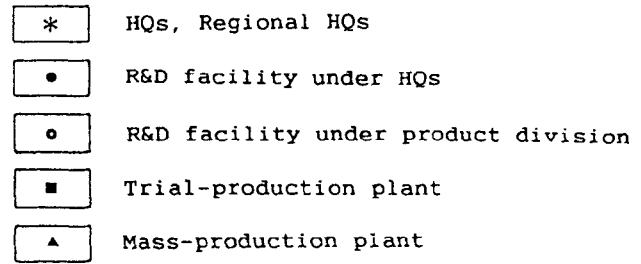 * HQs, Regional HQs
● R&D facility under HQs
○ R&D facility under product division
■ Trial-production plant
▲ Mass-production plant